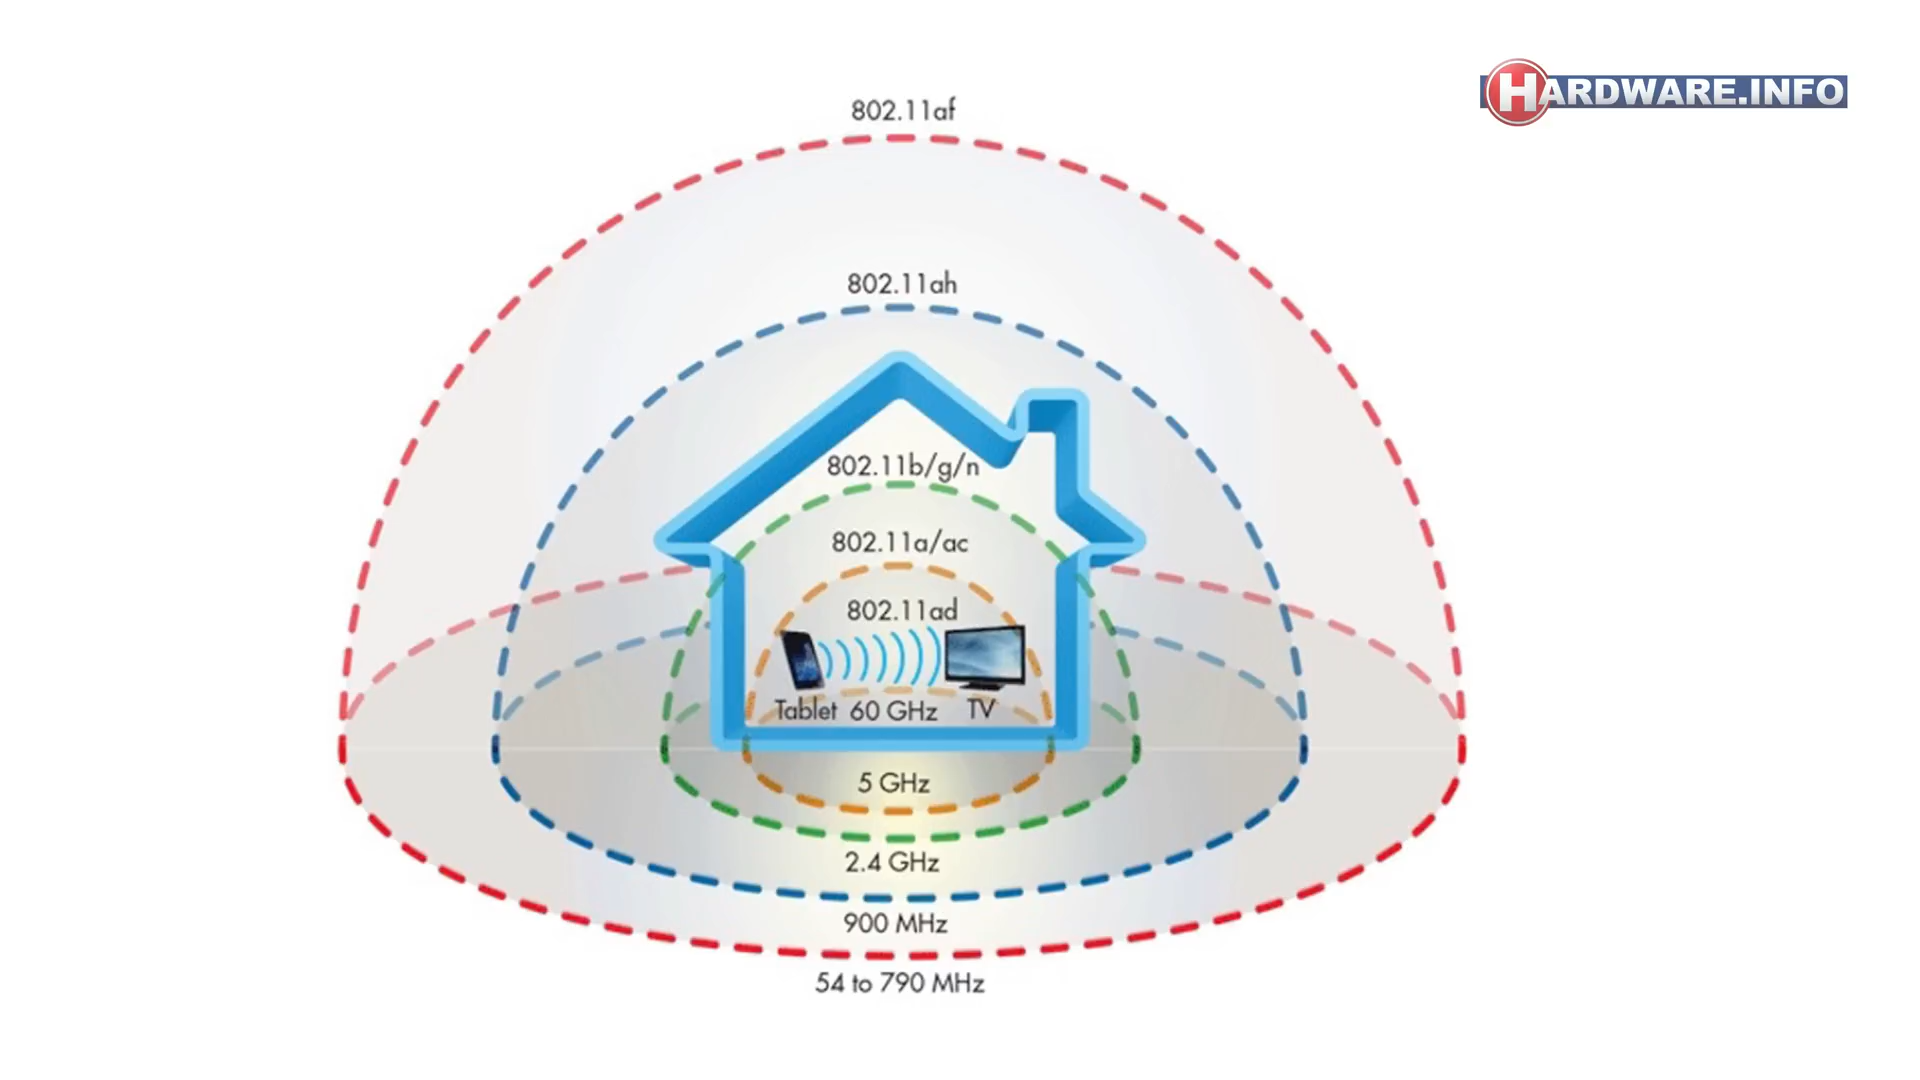 HARDWARE.INFO
802.11af
802.11ah
802.11b/g/n
802.11a/ac
802.11ad
Tablet 60 GHz TV
5 GHz
2.4 GHz
900 MHz
54 to 790 MHz